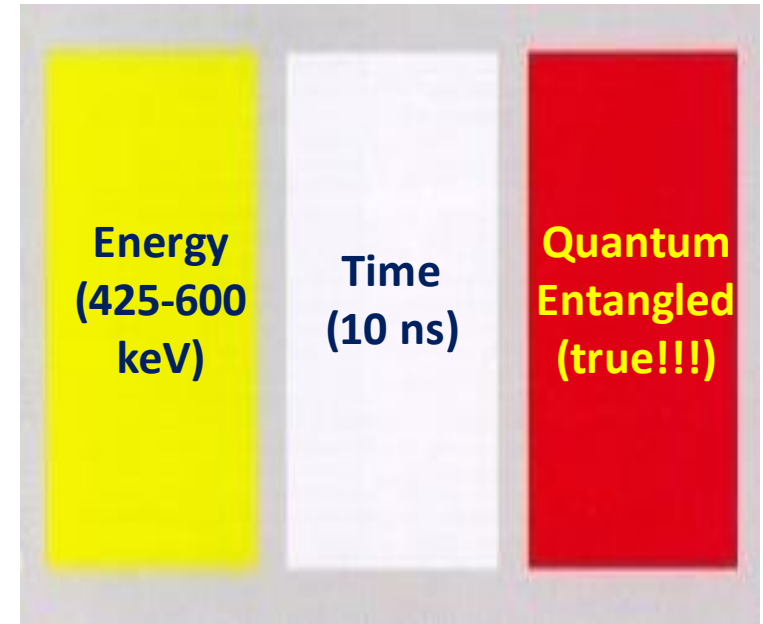 Energy
(425-600
keV)
Time
(10 ns)
Quantum
Entangled
(true!!!)